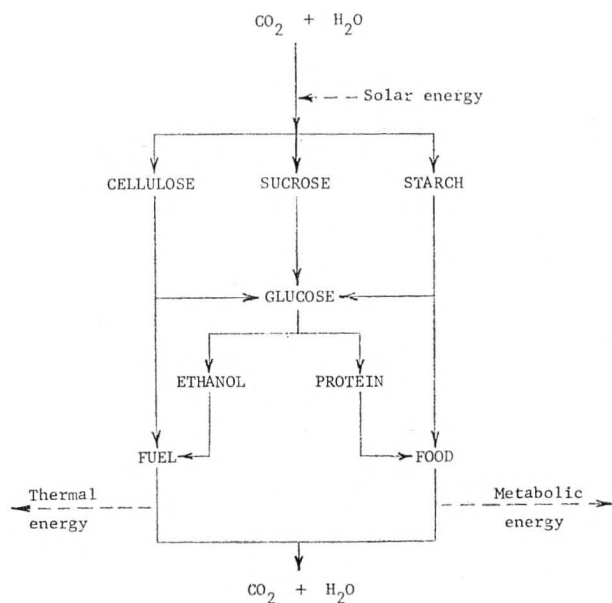 CO2 + H2O
Solar energy
CELLULOSE SUCROSE STARCH
GLUCOSE
ETHANOL PROTEIN
FUEL FOOD
Thermal energy
Metabolic energy
CO2 + H2O